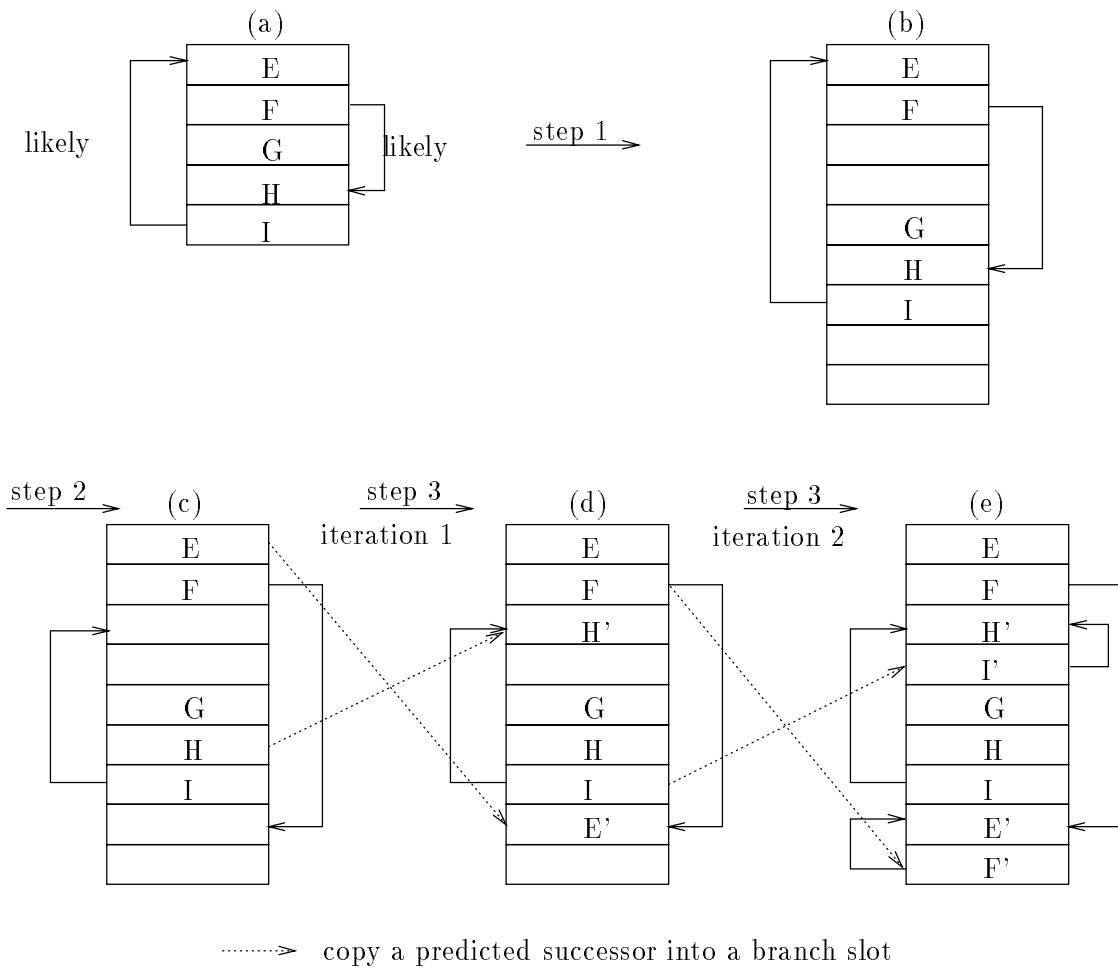 (a)
E
F
G
H
I
likely
likely
step 1
(b)
E
F
G
H
I
step 2
(c)
E
F
G
H
I
step 3
iteration 1
(d)
E
F
H'
G
H
I
E'
step 3
iteration 2
(e)
E
F
H'
I'
G
H
I
E'
F'
copy a predicted successor into a branch slot